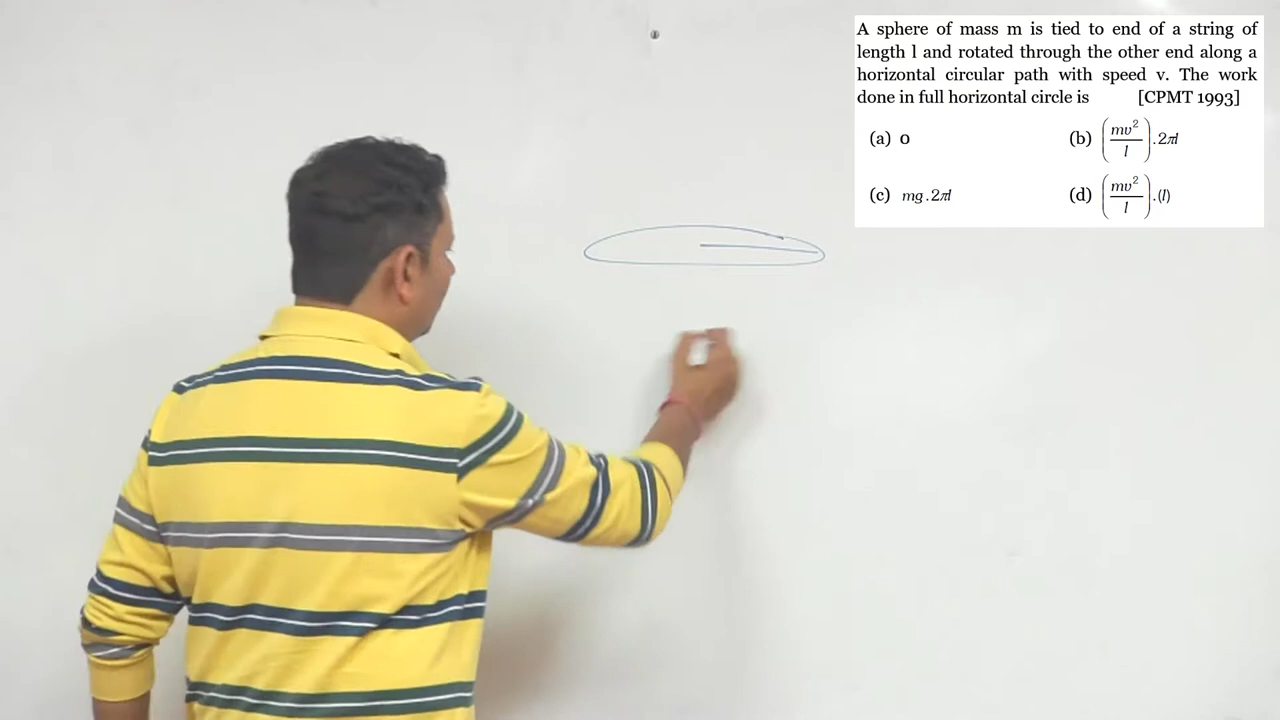 A sphere of mass m is tied to end of a string of
length l and rotated through the other end along a
horizontal circular path with speed v. The work
done in full horizontal circle is [CPMT 1993]
(a) 0 (b) (mv²/l).2πl
(c) mg.2πl (d) (mv²/l).(l)